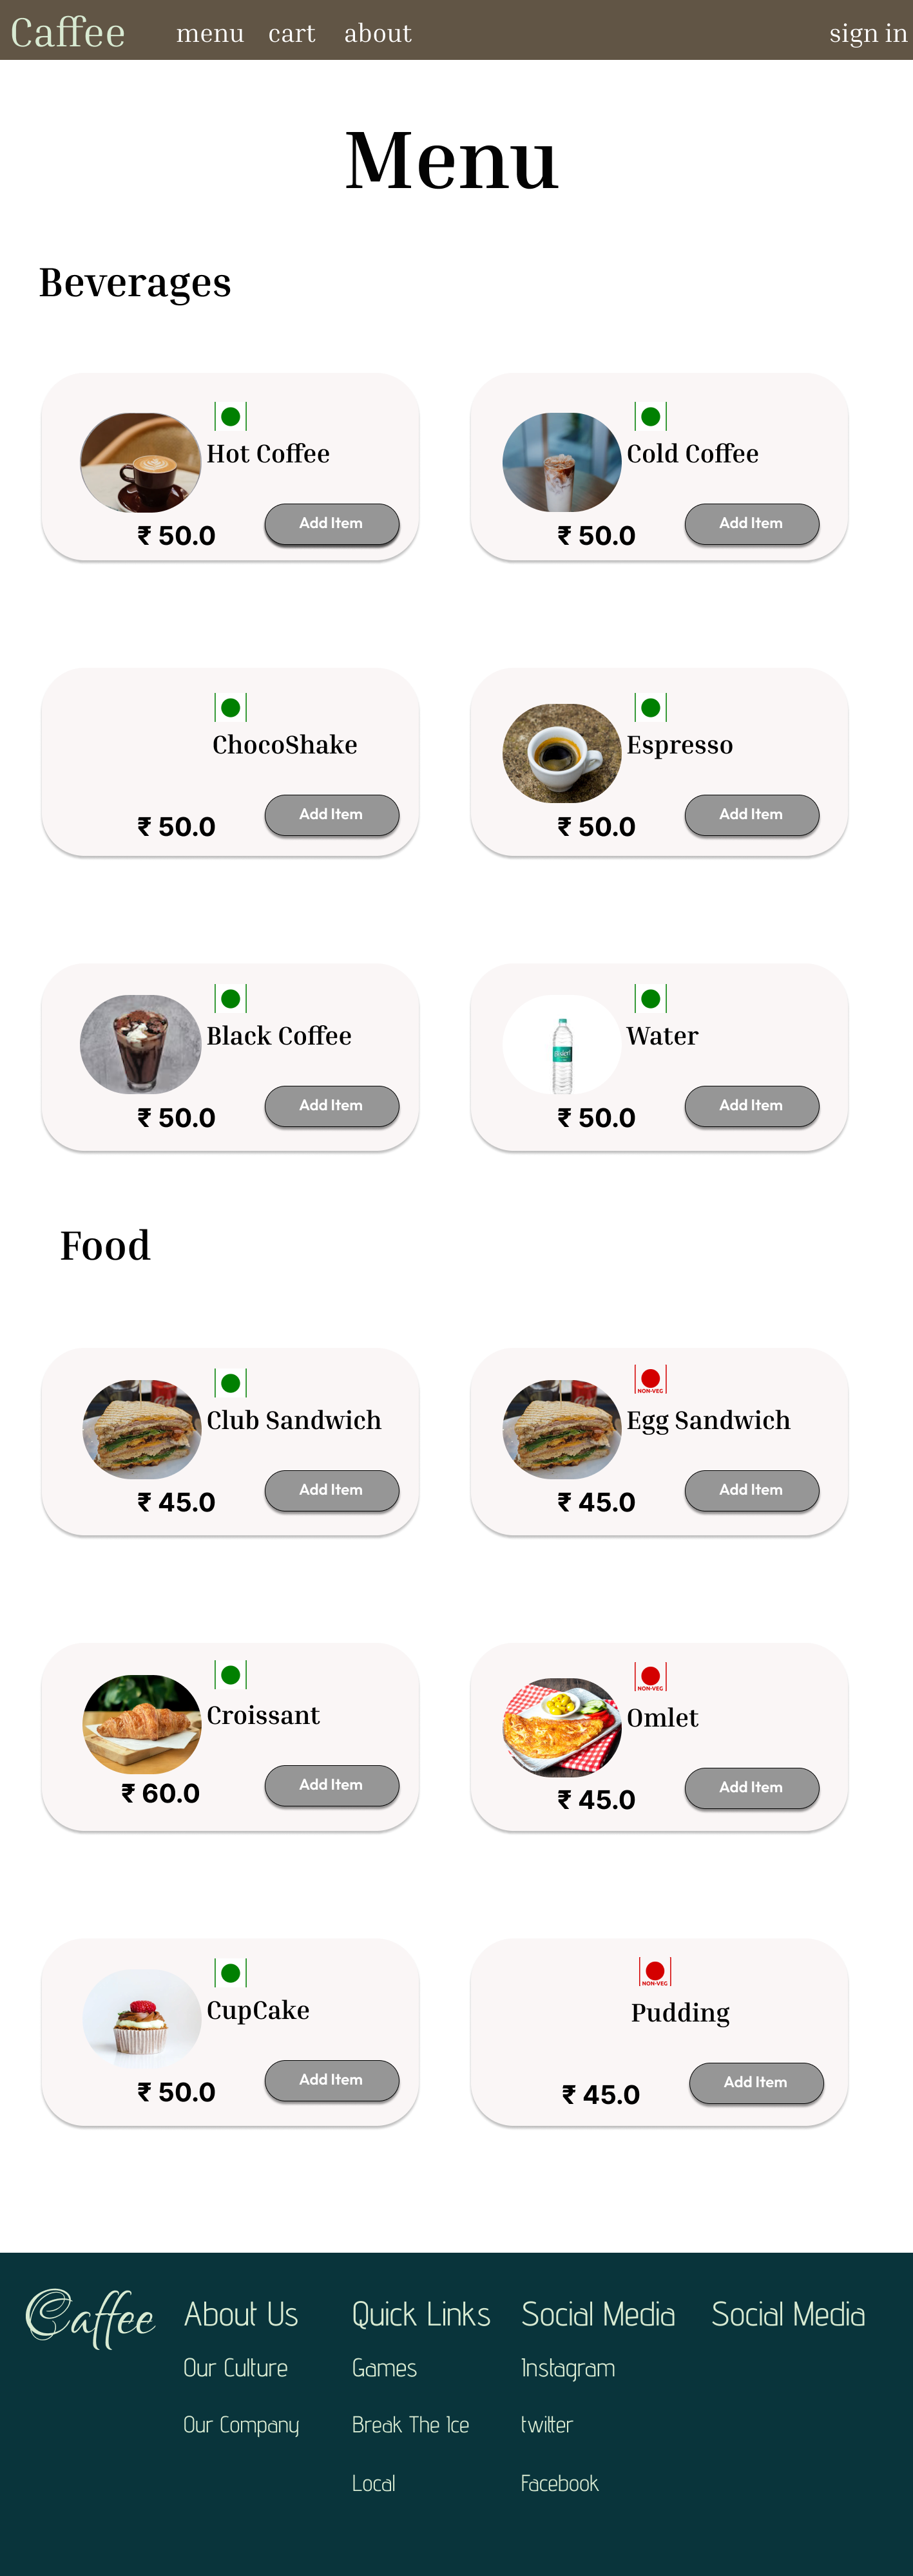 Caffee menu cart about sign in
Menu
Beverages
Hot Coffee
₹ 50.0 Add Item
Cold Coffee
₹ 50.0 Add Item
ChocoShake
₹ 50.0 Add Item
Espresso
₹ 50.0 Add Item
Black Coffee
₹ 50.0 Add Item
Water
₹ 50.0 Add Item
Food
Club Sandwich
₹ 45.0 Add Item
NON-VEG
Egg Sandwich
₹ 45.0 Add Item
Croissant
₹ 60.0 Add Item
NON-VEG
Omlet
₹ 45.0 Add Item
CupCake
₹ 50.0 Add Item
NON-VEG
Pudding
₹ 45.0 Add Item
Caffee
About Us
Our Culture
Our Company
Quick Links
Games
Break The Ice
Local
Social Media
Instagram
twitter
Facebook
Social Media